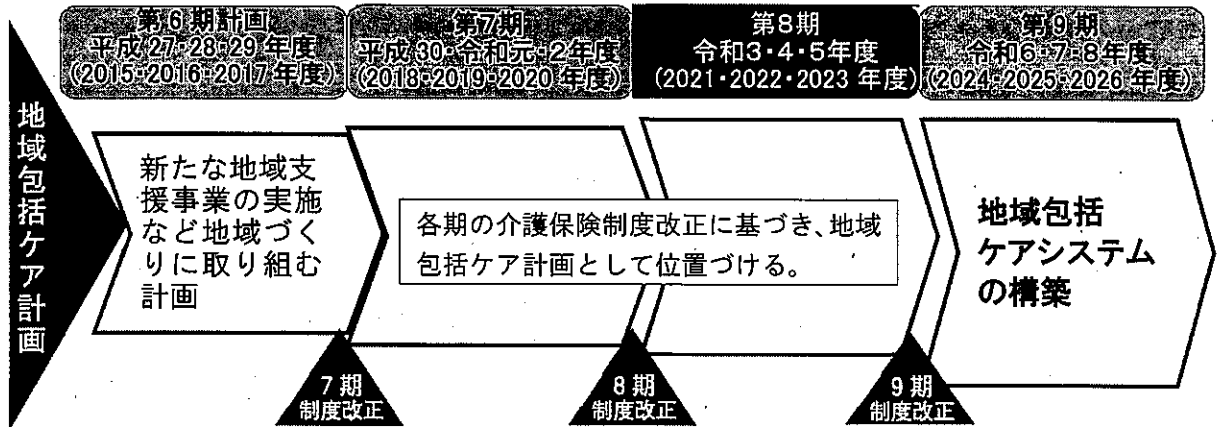 第6期計画
平成27・28・29年度
(2015・2016・2017年度)
第7期
平成30・令和元・2年度
(2018・2019・2020年度)
第8期
令和3・4・5年度
(2021・2022・2023年度)
第9期
令和6・7・8年度
(2024・2025・2026年度)
地域包括ケア計画
新たな地域支
援事業の実施
など地域づく
りに取り組む
計画
各期の介護保険制度改正に基づき、地域
包括ケア計画として位置づける。
地域包括
ケアシステム
の構築
7期
制度改正
8期
制度改正
9期
制度改正